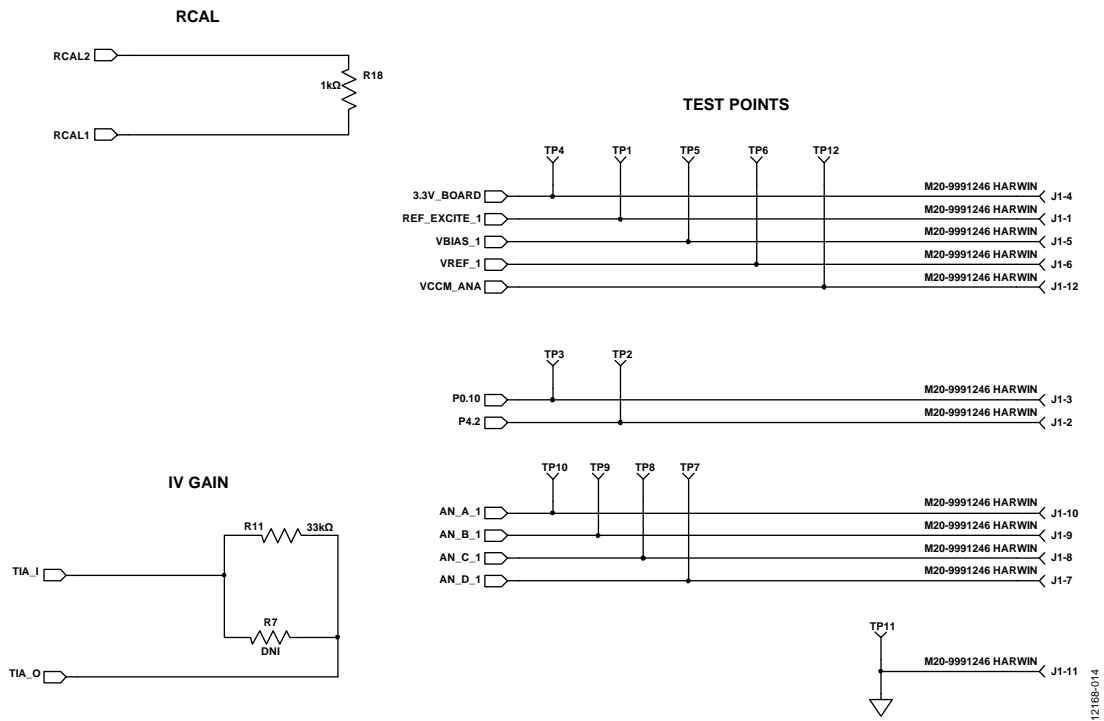 RCAL
RCAL2
R18
1kΩ
RCAL1
TEST POINTS
TP4 TP1 TP5 TP6 TP12
3.3V_BOARD M20-9991246 HARWIN J1-4
REF_EXCITE_1 M20-9991246 HARWIN J1-1
VBIAS_1 M20-9991246 HARWIN J1-5
VREF_1 M20-9991246 HARWIN J1-6
VCCM_ANA M20-9991246 HARWIN J1-12
TP3 TP2
P0.10 M20-9991246 HARWIN J1-3
P4.2 M20-9991246 HARWIN J1-2
TP10 TP9 TP8 TP7
AN_A_1 M20-9991246 HARWIN J1-10
AN_B_1 M20-9991246 HARWIN J1-9
AN_C_1 M20-9991246 HARWIN J1-8
AN_D_1 M20-9991246 HARWIN J1-7
TP11
M20-9991246 HARWIN J1-11
IV GAIN
R11 33kΩ
TIA_I
R7
DNI
TIA_O
12168-014